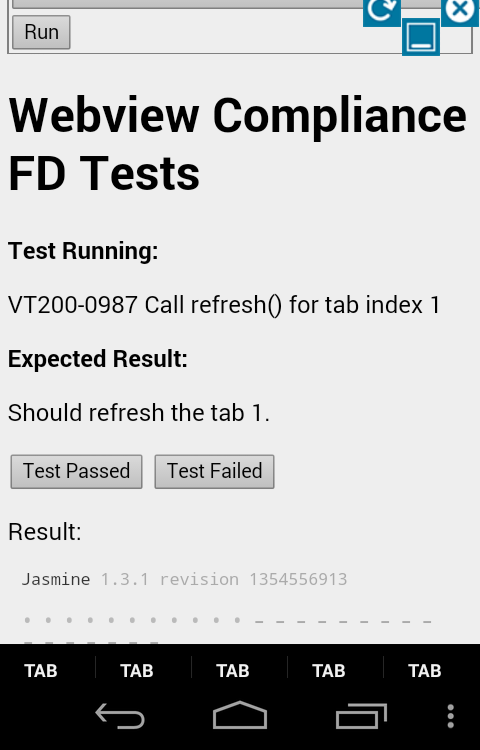 Run
Webview Compliance
FD Tests
Test Running:
VT200-0987 Call refresh() for tab index 1
Expected Result:
Should refresh the tab 1.
Test Passed Test Failed
Result:
Jasmine 1.3.1 revision 1354556913
TAB TAB TAB TAB TAB